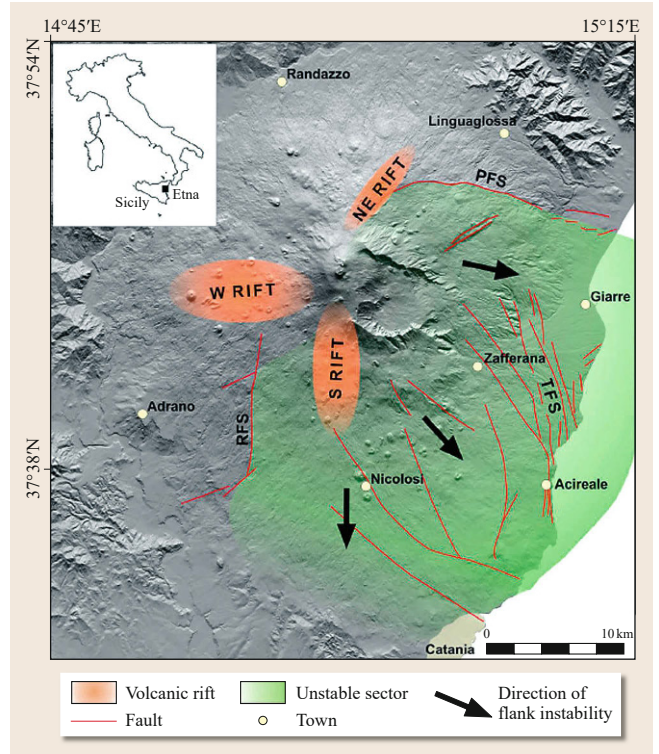 14°45′E
15°15′E
37°54′N
Randazzo
Linguaglossa
Sicily
Etna
NE RIFT
PFS
W RIFT
Giarre
S RIFT
Zafferana
TFS
Adrano
RFS
37°38′N
Nicolosi
Acireale
Catania
0
10 km
Volcanic rift
Unstable sector
Direction of
flank instability
Fault
Town